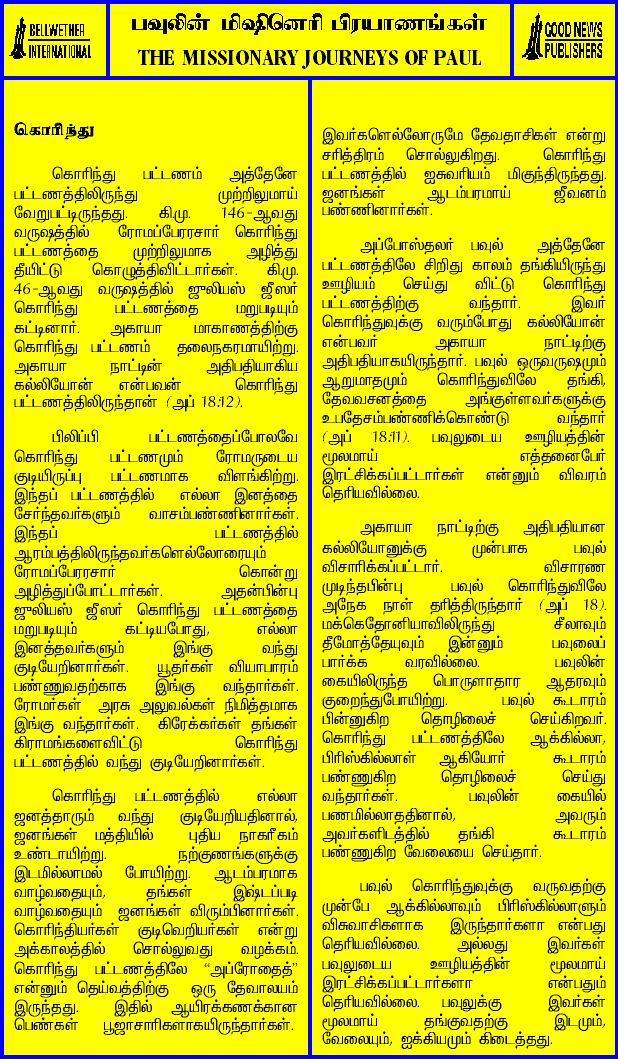 BELLWETHER
INTERNATIONAL
பவுலின் மிஷினெரி பிரயாணங்கள்
THE MISSIONARY JOURNEYS OF PAUL
GOOD NEWS
PUBLISHERS
கொரிந்து
கொரிந்து பட்டணம் அத்தேனே
பட்டணத்திலிருந்து முற்றிலுமாய்
வேறுபட்டிருந்தது. கி.மு. 146-ஆவது
வருஷத்தில் ரோமப்பேரரசார் கொரிந்து
பட்டணத்தை முற்றிலுமாக அழித்து
தீயிட்டு கொழுத்திவிட்டார்கள். கி.மு.
46-ஆவது வருஷத்தில் ஜுலியஸ் ஜீஸர்
கொரிந்து பட்டணத்தை மறுபடியும்
கட்டினார். அகாயா மாகாணத்திற்கு
கொரிந்து பட்டணம் தலைநகரமாயிற்று.
அகாயா நாட்டின் அதிபதியாகிய
கல்லியோன் என்பவன் கொரிந்து
பட்டணத்திலிருந்தான் (அப் 18:12).
பிலிப்பி பட்டணத்தைப்போலவே
கொரிந்து பட்டணமும் ரோமருடைய
குடியிருப்பு பட்டணமாக விளங்கிற்று.
இந்தப் பட்டணத்தில் எல்லா இனத்தை
சேர்ந்தவர்களும் வாசம்பண்ணினார்கள்.
இந்தப் பட்டணத்தில்
ஆரம்பத்திலிருந்தவர்களெல்லோரையும்
ரோமப்பேரரசார் கொன்று
அழித்துப்போட்டார்கள். அதன்பின்பு
ஜுலியஸ் ஜீஸர் கொரிந்து பட்டணத்தை
மறுபடியும் கட்டியபோது, எல்லா
இனத்தவர்களும் இங்கு வந்து
குடியேறினார்கள். யூதர்கள் வியாபாரம்
பண்ணுவதற்காக இங்கு வந்தார்கள்.
ரோமர்கள் அரசு அலுவல்கள் நிமித்தமாக
இங்கு வந்தார்கள். கிரேக்கர்கள் தங்கள்
கிராமங்களைவிட்டு கொரிந்து
பட்டணத்தில் வந்து குடியேறினார்கள்.
கொரிந்து பட்டணத்தில் எல்லா
ஜனத்தாரும் வந்து குடியேறியதினால்,
ஜனங்கள் மத்தியில் புதிய நாகரீகம்
உண்டாயிற்று. நற்குணங்களுக்கு
இடமில்லாமல் போயிற்று. ஆடம்பரமாக
வாழ்வதையும், தங்கள் இஷ்டப்படி
வாழ்வதையும் ஜனங்கள் விரும்பினார்கள்.
கொரிந்தியர்கள் குடிவெறியர்கள் என்று
அக்காலத்தில் சொல்லுவது வழக்கம்.
கொரிந்து பட்டணத்திலே "அப்ரோதைத்"
என்னும் தெய்வத்திற்கு ஒரு தேவாலயம்
இருந்தது. இதில் ஆயிரக்கணக்கான
பெண்கள் பூஜாசாரிகளாகயிருந்தார்கள்.
இவர்களெல்லோருமே தேவதாசிகள் என்று
சரித்திரம் சொல்லுகிறது. கொரிந்து
பட்டணத்தில் ஐசுவரியம் மிகுந்திருந்தது.
ஜனங்கள் ஆடம்பரமாய் ஜீவனம்
பண்ணினார்கள்.
அப்போஸ்தலர் பவுல் அத்தேனே
பட்டணத்திலே சிறிது காலம் தங்கியிருந்து
ஊழியம் செய்து விட்டு கொரிந்து
பட்டணத்திற்கு வந்தார். இவர்
கொரிந்துவுக்கு வரும்போது கல்லியோன்
என்பவர் அகாயா நாட்டிற்கு
அதிபதியாகயிருந்தார். பவுல் ஒருவருஷமும்
ஆறுமாதமும் கொரிந்துவிலே தங்கி,
தேவவசனத்தை அங்குள்ளவர்களுக்கு
உபதேசம்பண்ணிக்கொண்டு வந்தார்
(அப் 18:11). பவுலுடைய ஊழியத்தின்
மூலமாய் எத்தனைபேர்
இரட்சிக்கப்பட்டார்கள் என்னும் விவரம்
தெரியவில்லை.
அகாயா நாட்டிற்கு அதிபதியான
கல்லியோனுக்கு முன்பாக பவுல்
விசாரிக்கப்பட்டார். விசாரண
முடிந்தபின்பு பவுல் கொரிந்துவிலே
அநேக நாள் தரித்திருந்தார் (அப் 18).
மக்கெதோனியாவிலிருந்து சீலாவும்
தீமோத்தேயுவும் இன்னும் பவுலைப்
பார்க்க வரவில்லை. பவுலின்
கையிலிருந்த பொருளாதார ஆதரவும்
குறைந்துபோயிற்று. பவுல் கூடாரம்
பின்னுகிற தொழிலைச் செய்கிறவர்.
கொரிந்து பட்டணத்திலே ஆக்கில்லா,
பிரிஸ்கில்லாள் ஆகியோர் கூடாரம்
பண்ணுகிற தொழிலைச் செய்து
வந்தார்கள். பவுலின் கையில்
பணமில்லாததினால், அவரும்
அவர்களிடத்தில் தங்கி கூடாரம்
பண்ணுகிற வேலையை செய்தார்.
பவுல் கொரிந்துவுக்கு வருவதற்கு
முன்பே ஆக்கில்லாவும் பிரிஸ்கில்லாளும்
விசுவாசிகளாக இருந்தார்களா என்பது
தெரியவில்லை. அல்லது இவர்கள்
பவுலுடைய ஊழியத்தின் மூலமாய்
இரட்சிக்கப்பட்டார்களா என்பதும்
தெரியவில்லை. பவுலுக்கு இவர்கள்
மூலமாய் தங்குவதற்கு இடமும்,
வேலையும், ஐக்கியமும் கிடைத்தது.